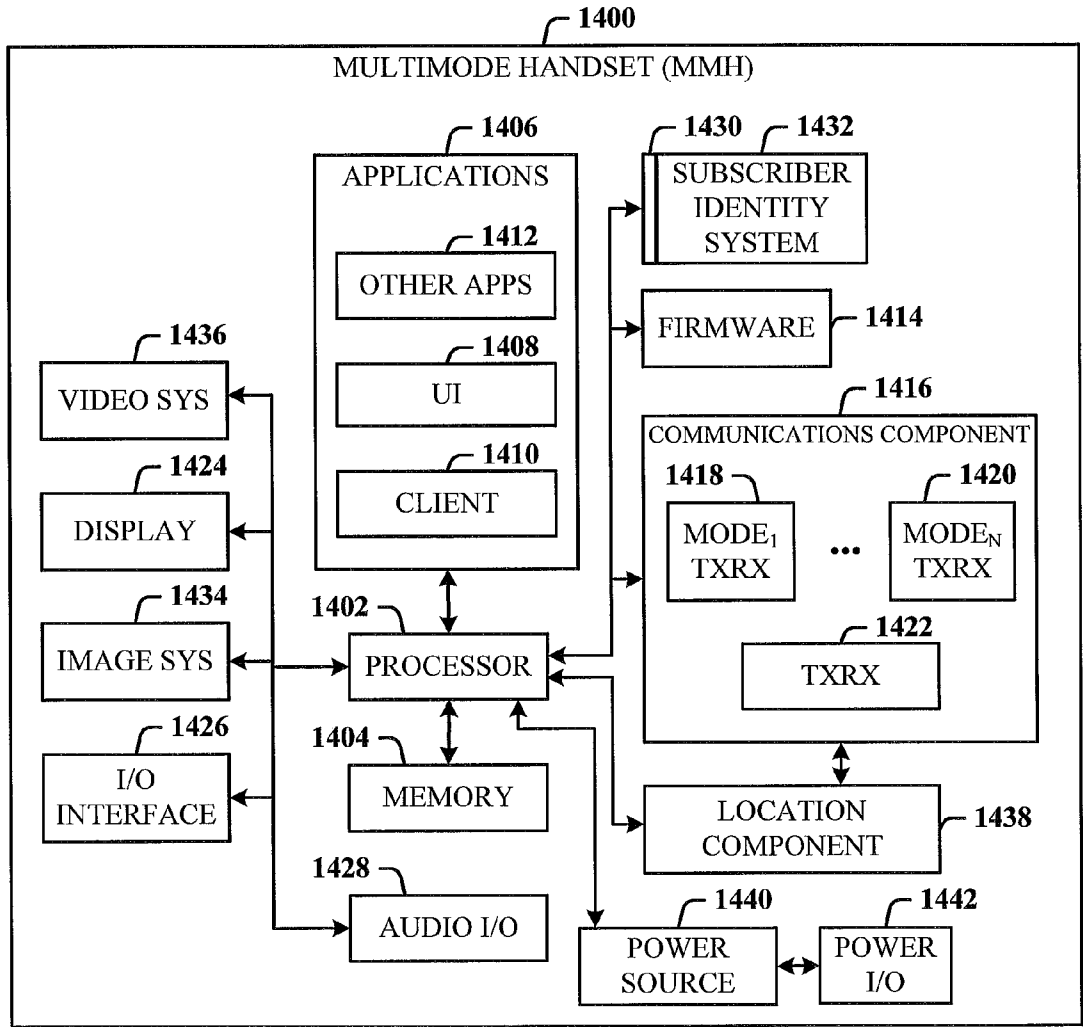 1400
MULTIMODE HANDSET (MMH)
1406
APPLICATIONS
1412
OTHER APPS
1408
UI
1410
CLIENT
1430
1432
SUBSCRIBER
IDENTITY
SYSTEM
FIRMWARE
1414
1416
COMMUNICATIONS COMPONENT
1418
MODE1
TXRX
...
1420
MODEN
TXRX
1422
TXRX
1436
VIDEO SYS
1424
DISPLAY
1434
IMAGE SYS
1426
I/O
INTERFACE
1402
PROCESSOR
1404
MEMORY
1428
AUDIO I/O
LOCATION
COMPONENT
1438
1440
POWER
SOURCE
1442
POWER
I/O